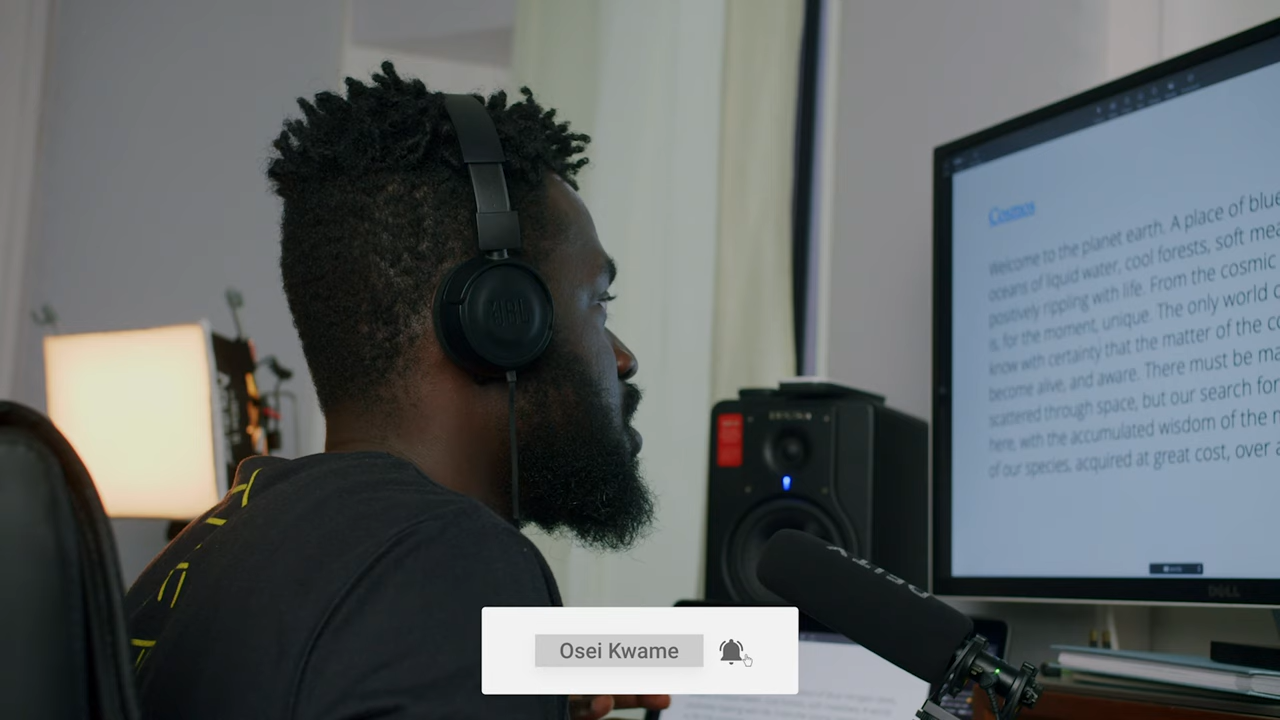 JBL
Cosmos
Welcome to the planet earth. A place of blue
oceans of liquid water, cool forests, soft mea
positively rippling with life. From the cosmic
is, for the moment, unique. The only world o
know with certainty that the matter of the co
become alive, and aware. There must be ma
scattered through space, but our search for
here, with the accumulated wisdom of the m
of our species, acquired at great cost, over a
DEITY
DELL
Osei Kwame